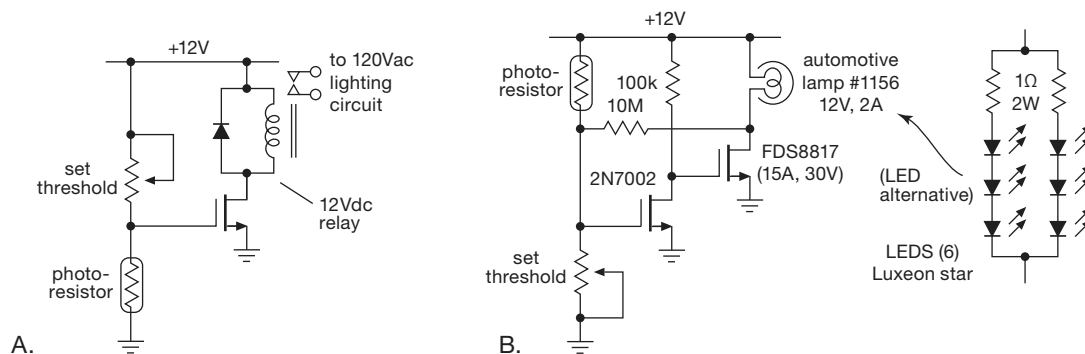 +12V
to 120Vac
lighting
circuit
set
threshold
12Vdc
relay
photo-
resistor
A.
+12V
photo-
resistor
100k
10M
automotive
lamp #1156
12V, 2A
2N7002
FDS8817
(15A, 30V)
set
threshold
B.
1Ω
2W
(LED
alternative)
LEDS (6)
Luxeon star